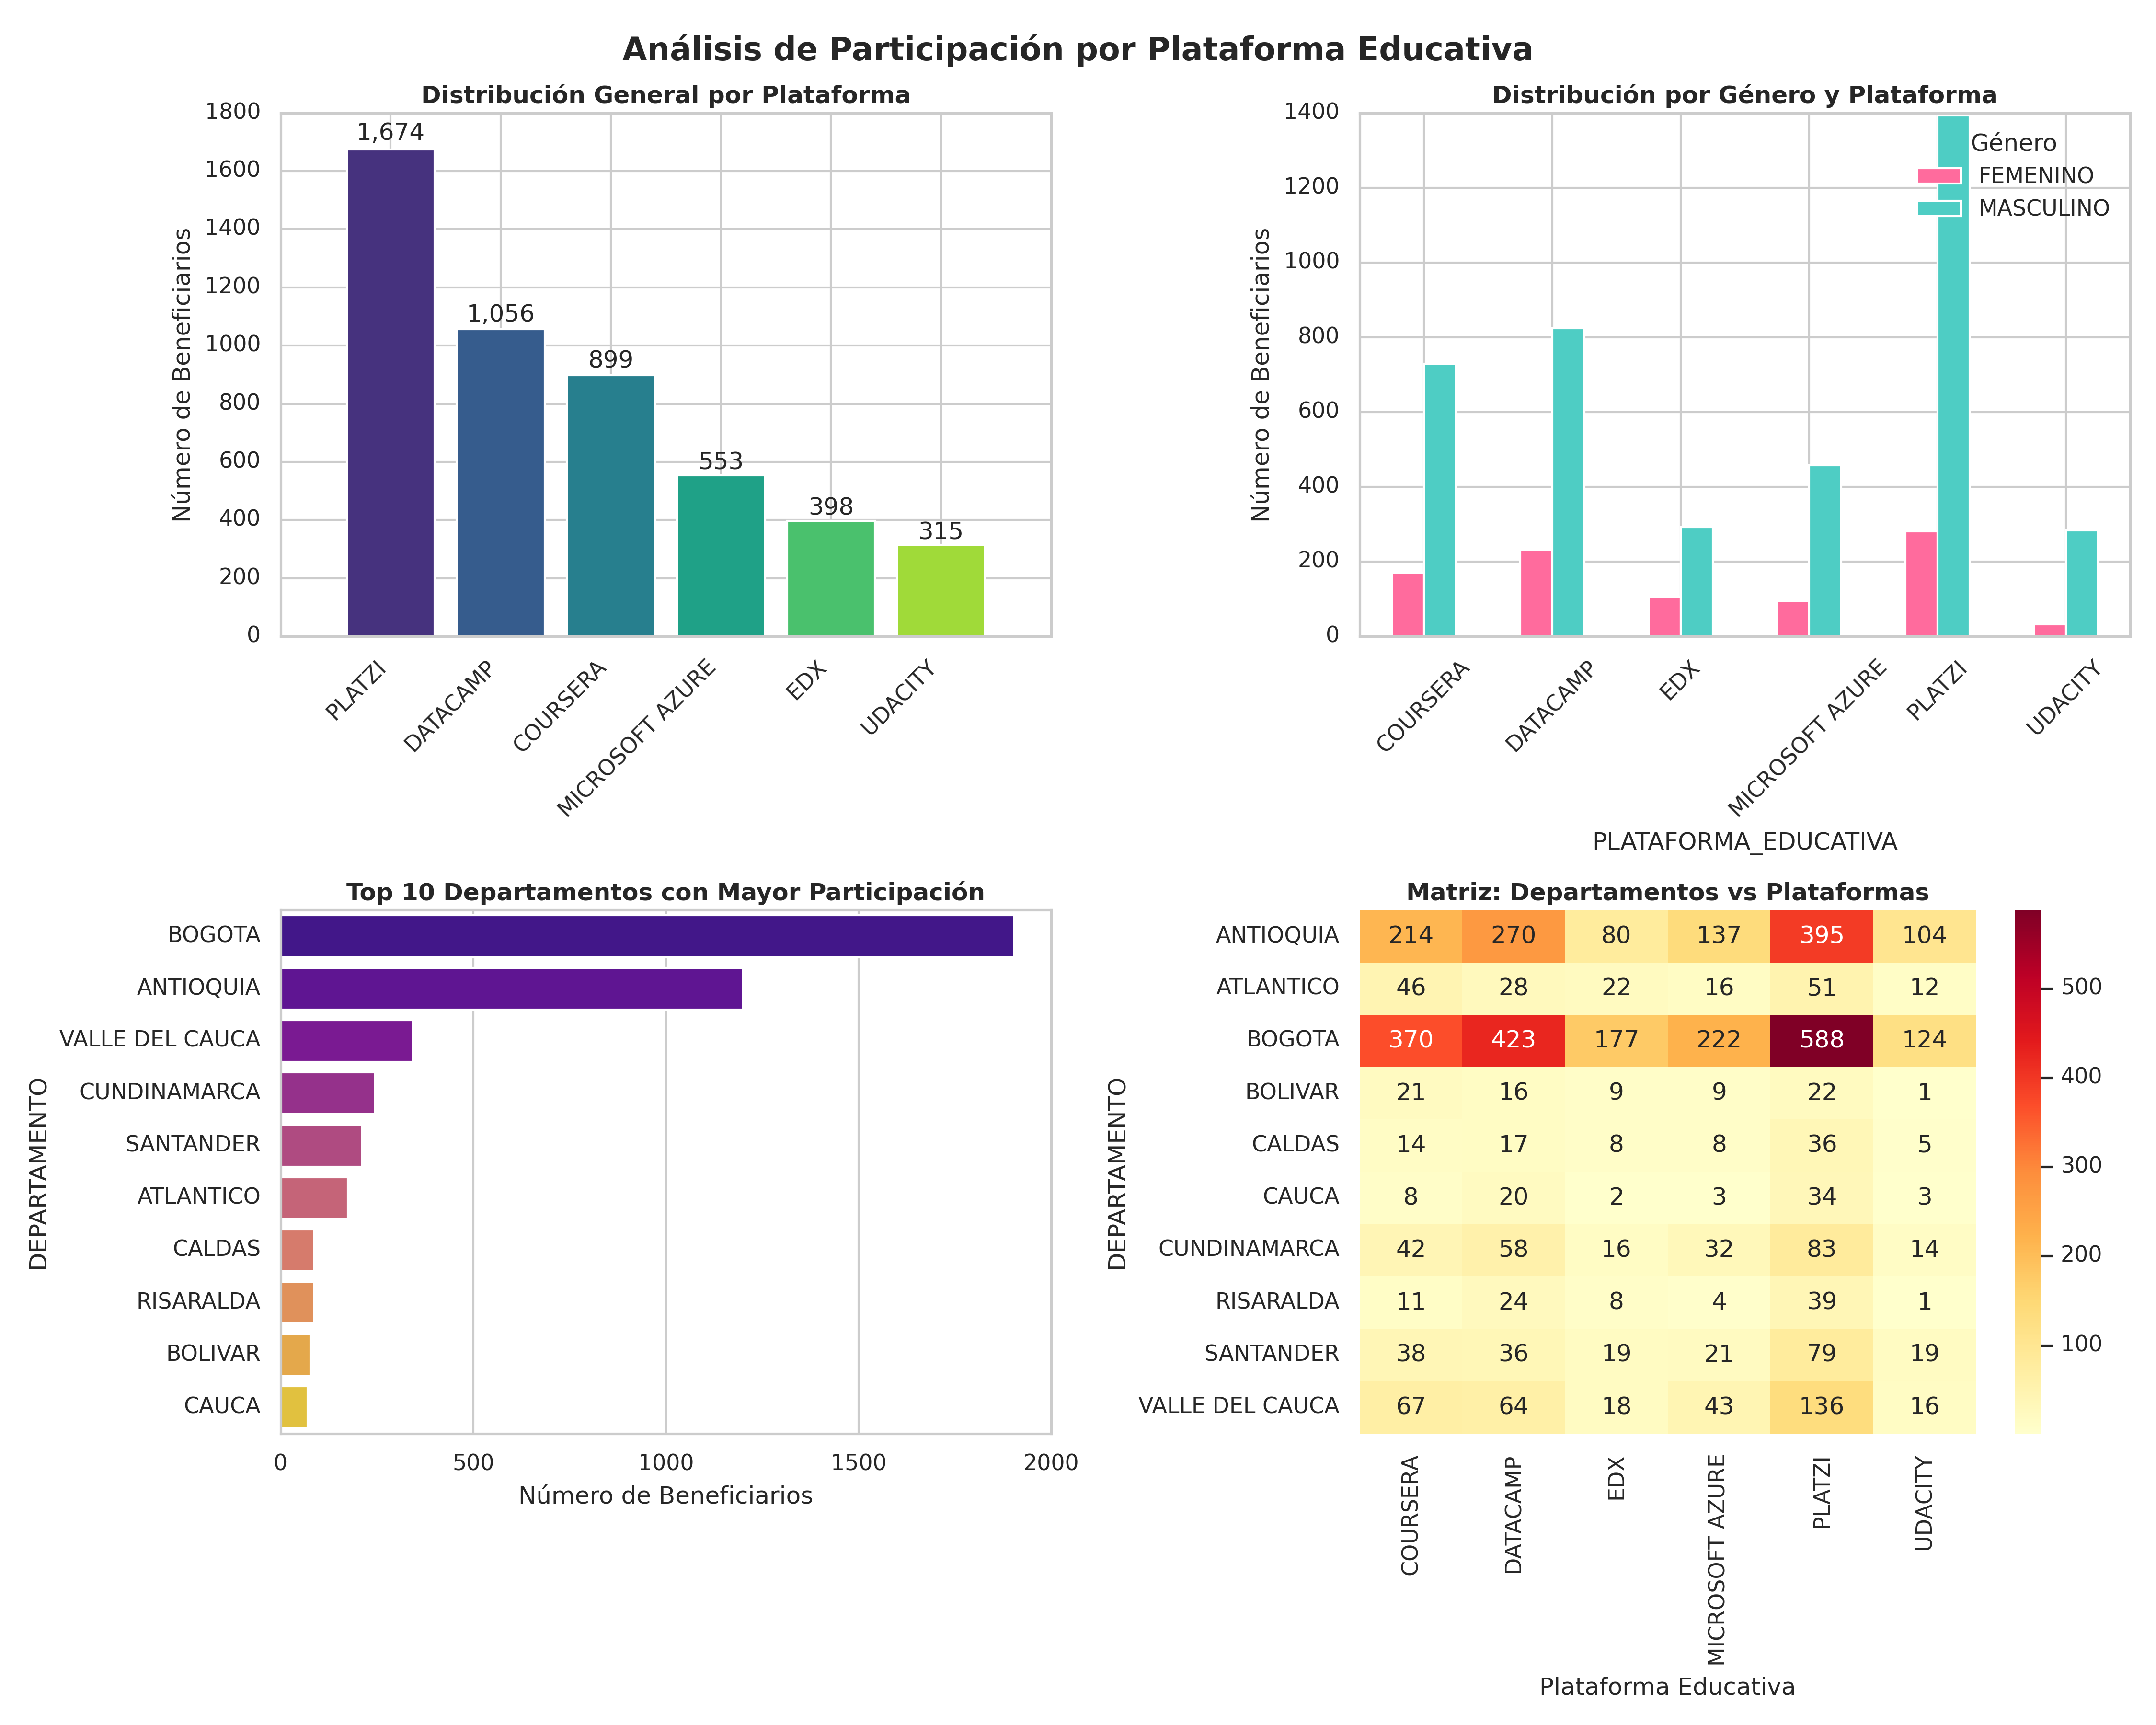 Análisis de Participación por Plataforma Educativa
Distribución General por Plataforma
Número de Beneficiarios
1800
1600
1400
1200
1000
800
600
400
200
0
1,674
1,056
899
553
398
315
PLATZI
DATACAMP
COURSERA
MICROSOFT AZURE
EDX
UDACITY
Distribución por Género y Plataforma
Número de Beneficiarios
1400
1200
1000
800
600
400
200
0
Género
FEMENINO
MASCULINO
COURSERA
DATACAMP
EDX
MICROSOFT AZURE
PLATZI
UDACITY
PLATAFORMA_EDUCATIVA
Top 10 Departamentos con Mayor Participación
DEPARTAMENTO
BOGOTA
ANTIOQUIA
VALLE DEL CAUCA
CUNDINAMARCA
SANTANDER
ATLANTICO
CALDAS
RISARALDA
BOLIVAR
CAUCA
0 500 1000 1500 2000
Número de Beneficiarios
Matriz: Departamentos vs Plataformas
DEPARTAMENTO
ANTIOQUIA 214 270 80 137 395 104
ATLANTICO 46 28 22 16 51 12
BOGOTA 370 423 177 222 588 124
BOLIVAR 21 16 9 9 22 1
CALDAS 14 17 8 8 36 5
CAUCA 8 20 2 3 34 3
CUNDINAMARCA 42 58 16 32 83 14
RISARALDA 11 24 8 4 39 1
SANTANDER 38 36 19 21 79 19
VALLE DEL CAUCA 67 64 18 43 136 16
COURSERA
DATACAMP
EDX
MICROSOFT AZURE
PLATZI
UDACITY
Plataforma Educativa
500
400
300
200
100